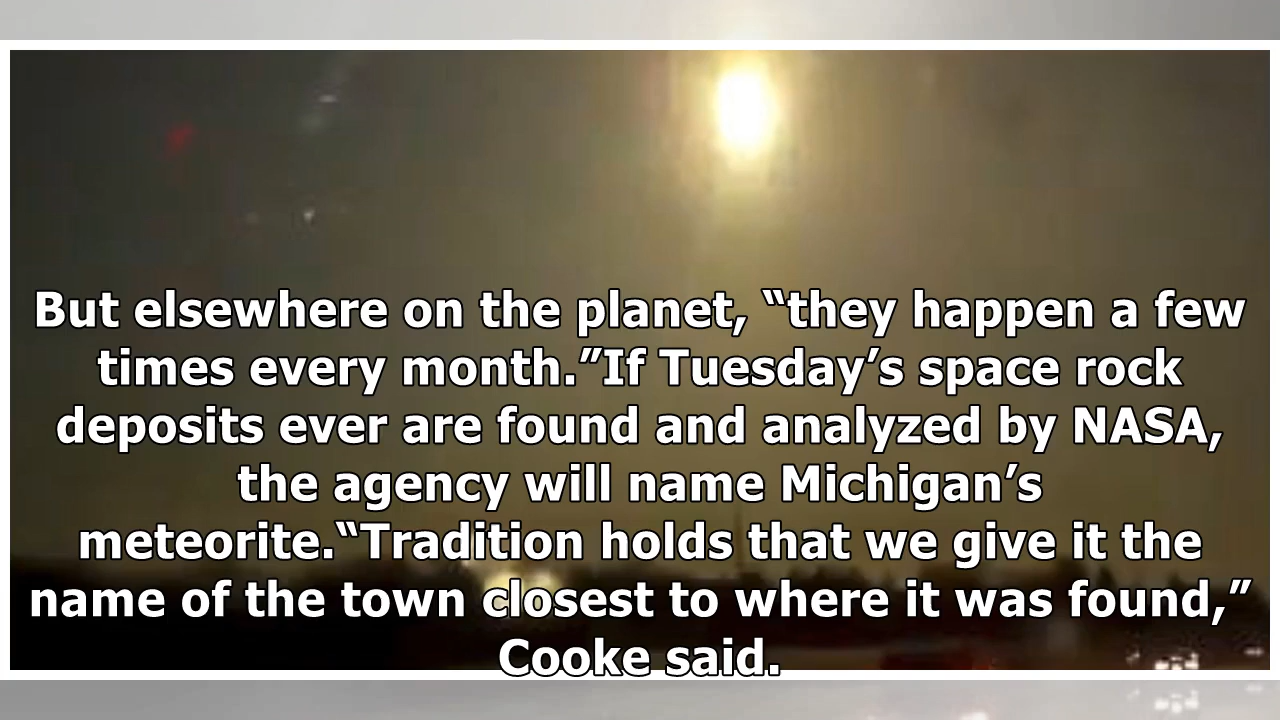 But elsewhere on the planet, “they happen a few
times every month.”If Tuesday’s space rock
deposits ever are found and analyzed by NASA,
the agency will name Michigan’s
meteorite.“Tradition holds that we give it the
name of the town closest to where it was found,”
Cooke said.